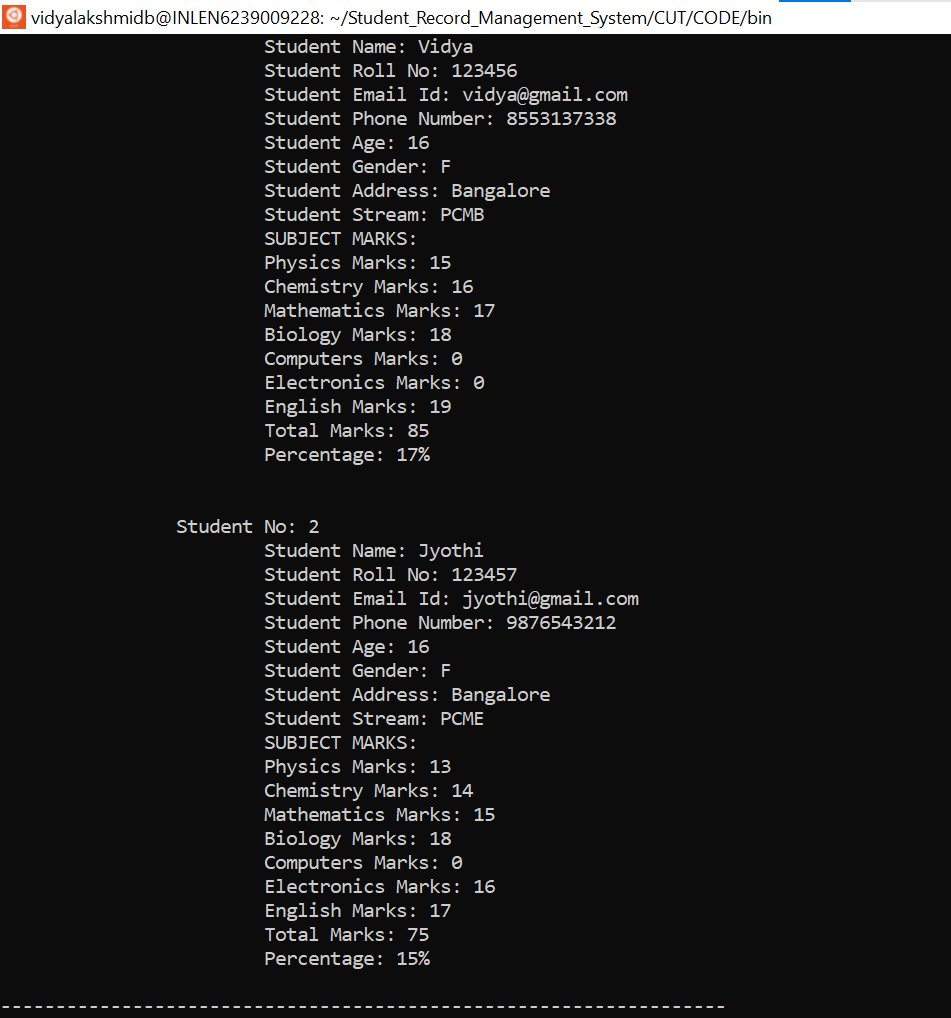 vidyalakshmidb@INLEN6239009228: ~/Student_Record_Management_System/CUT/CODE/bin
Student Name: Vidya
Student Roll No: 123456
Student Email Id: vidya@gmail.com
Student Phone Number: 8553137338
Student Age: 16
Student Gender: F
Student Address: Bangalore
Student Stream: PCMB
SUBJECT MARKS:
Physics Marks: 15
Chemistry Marks: 16
Mathematics Marks: 17
Biology Marks: 18
Computers Marks: 0
Electronics Marks: 0
English Marks: 19
Total Marks: 85
Percentage: 17%
Student No: 2
Student Name: Jyothi
Student Roll No: 123457
Student Email Id: jyothi@gmail.com
Student Phone Number: 9876543212
Student Age: 16
Student Gender: F
Student Address: Bangalore
Student Stream: PCME
SUBJECT MARKS:
Physics Marks: 13
Chemistry Marks: 14
Mathematics Marks: 15
Biology Marks: 18
Computers Marks: 0
Electronics Marks: 16
English Marks: 17
Total Marks: 75
Percentage: 15%
------------------------------------------------------------------